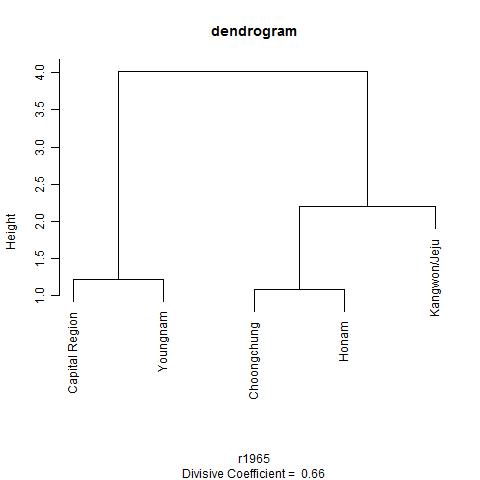 dendrogram
Height
4.0
3.5
3.0
2.5
2.0
1.5
1.0
Capital Region
Youngnam
Choongchung
Honam
Kangwon/Jeju
r1965
Divisive Coefficient = 0.66